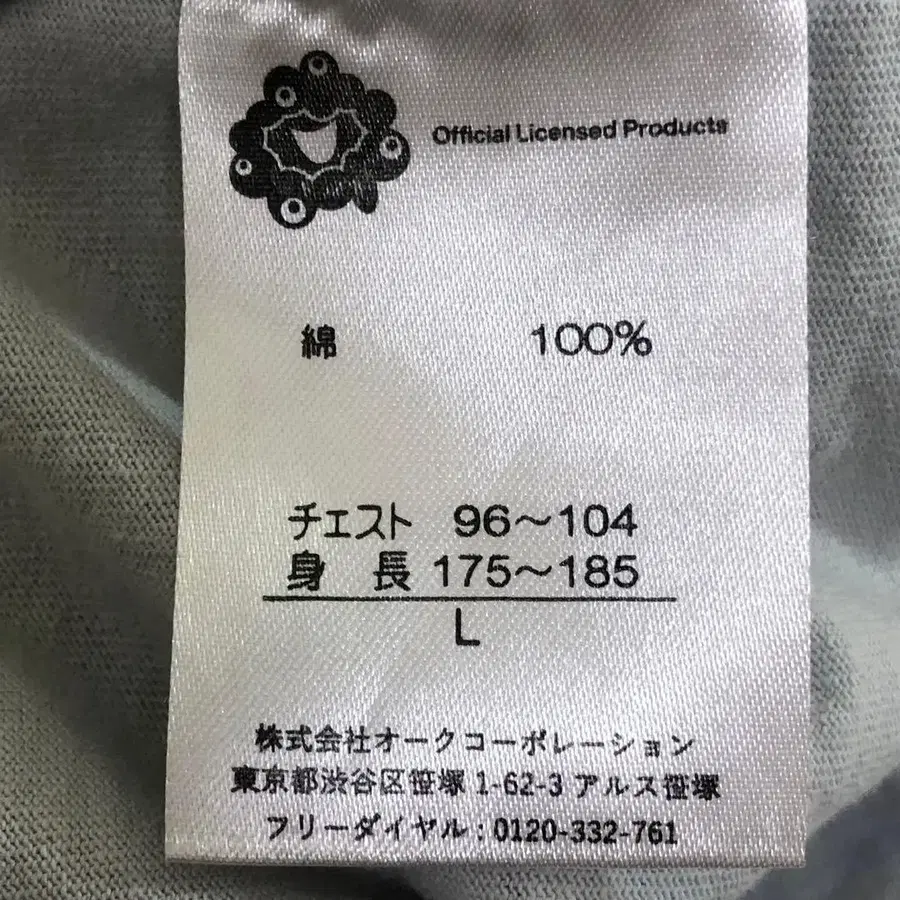 Official Licensed Products
綿 100%
チェスト 96～104
身 長 175～185
L
株式会社オークコーポレーション
東京都渋谷区笹塚 1-62-3 アルス笹塚
フリーダイヤル : 0120-332-761